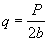 q = P / 2b